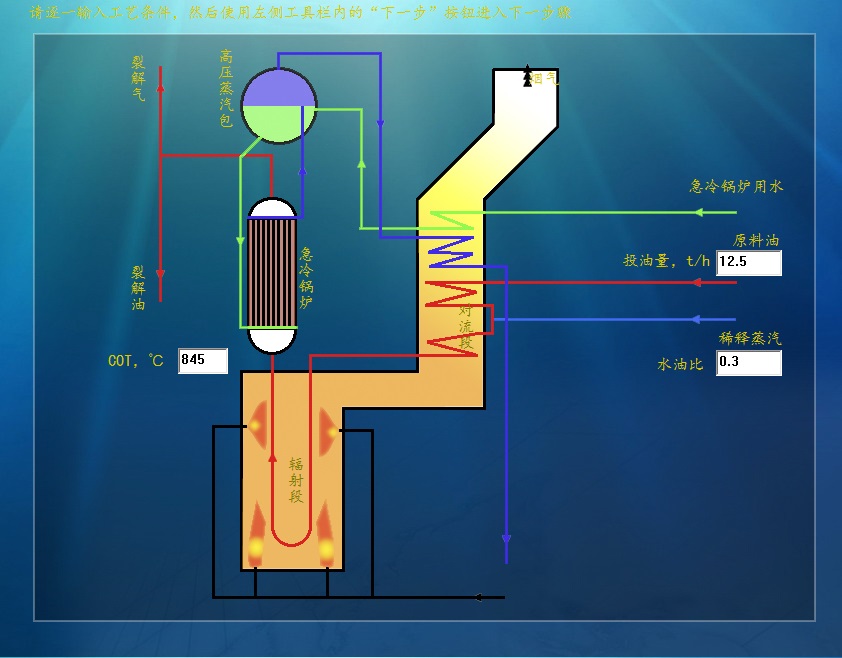 请逐一输入工艺条件，然后使用左侧工具栏内的“下一步”按钮进入下一步骤
裂解气
高压蒸汽包
烟气
急冷锅炉用水
原料油
投油量，t/h 12.5
裂解油
急冷锅炉
对流段
稀释蒸汽
COT，℃ 845
水油比 0.3
辐射段